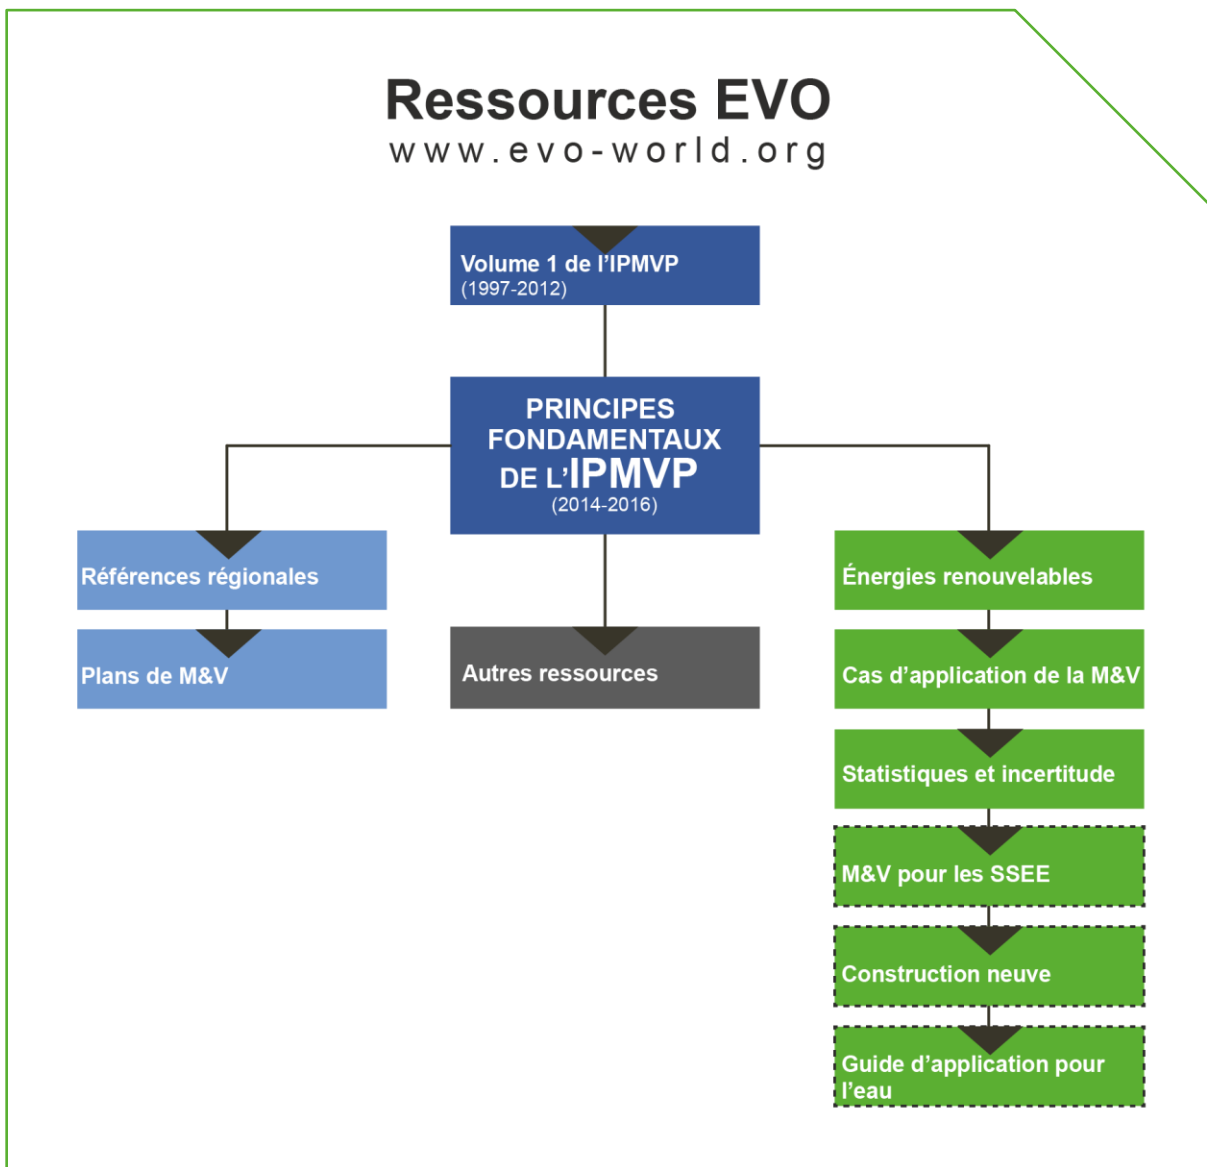 Ressources EVO
www.evo-world.org
Volume 1 de l’IPMVP
(1997-2012)
PRINCIPES
FONDAMENTAUX
DE L’IPMVP
(2014-2016)
Références régionales
Plans de M&V
Autres ressources
Énergies renouvelables
Cas d’application de la M&V
Statistiques et incertitude
M&V pour les SSEE
Construction neuve
Guide d’application pour
l’eau